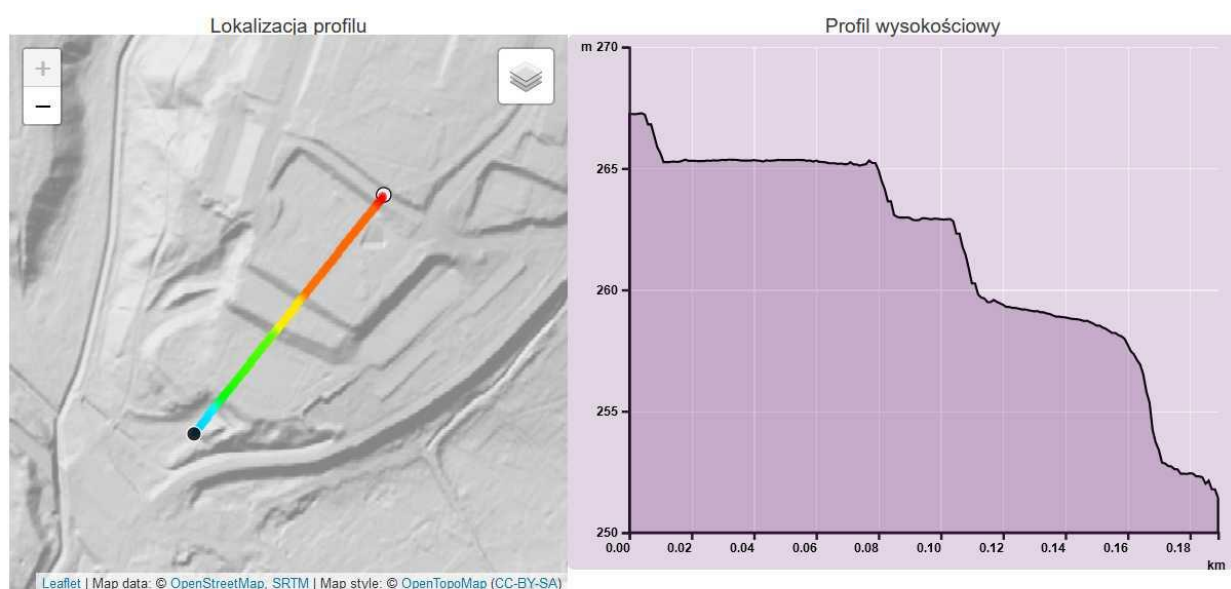 Lokalizacja profilu
+
−
Leaflet | Map data: © OpenStreetMap, SRTM | Map style: © OpenTopoMap (CC-BY-SA)
Profil wysokościowy
m 270
265
260
255
250
0.00 0.02 0.04 0.06 0.08 0.10 0.12 0.14 0.16 0.18
km